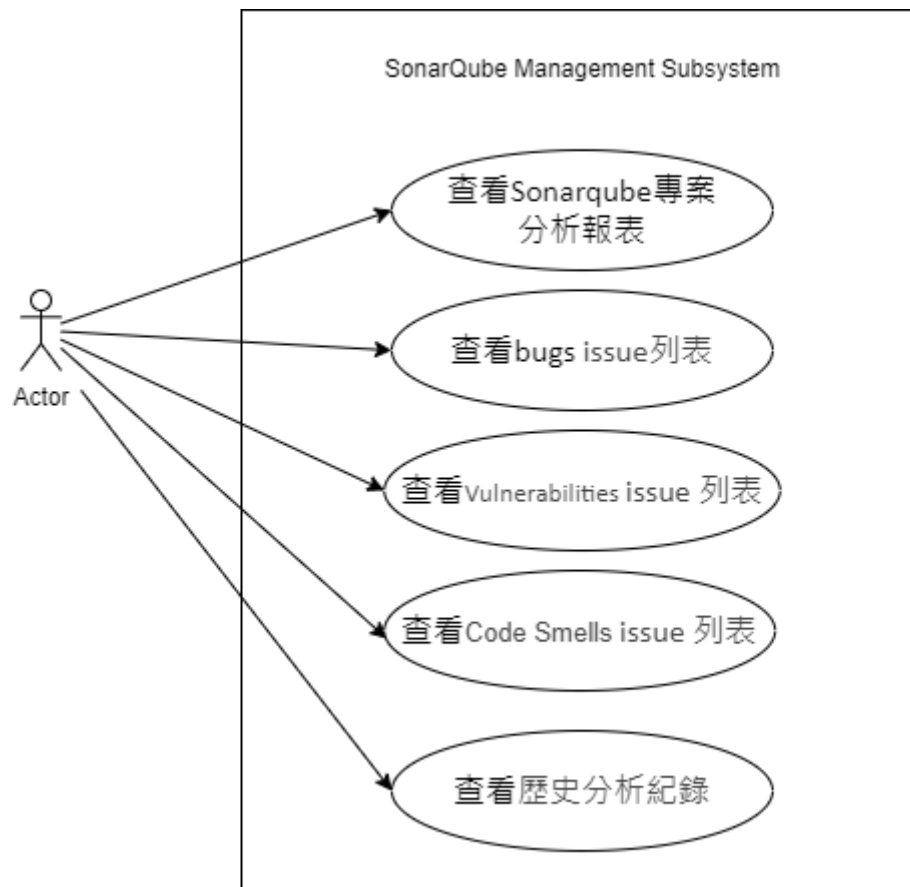 SonarQube Management Subsystem
查看Sonarqube專案
分析報表
查看bugs issue列表
Actor
查看Vulnerabilities issue 列表
查看Code Smells issue 列表
查看歷史分析紀錄